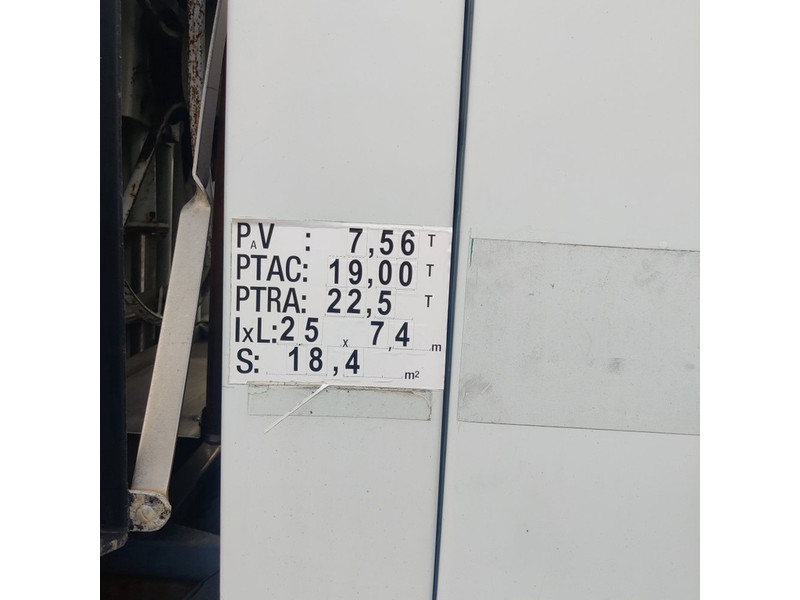 PAV : 7,56 T
PTAC: 19,00 T
PTRA: 22,5 T
IxL: 25 x 7,4 m
S: 18,4 m²